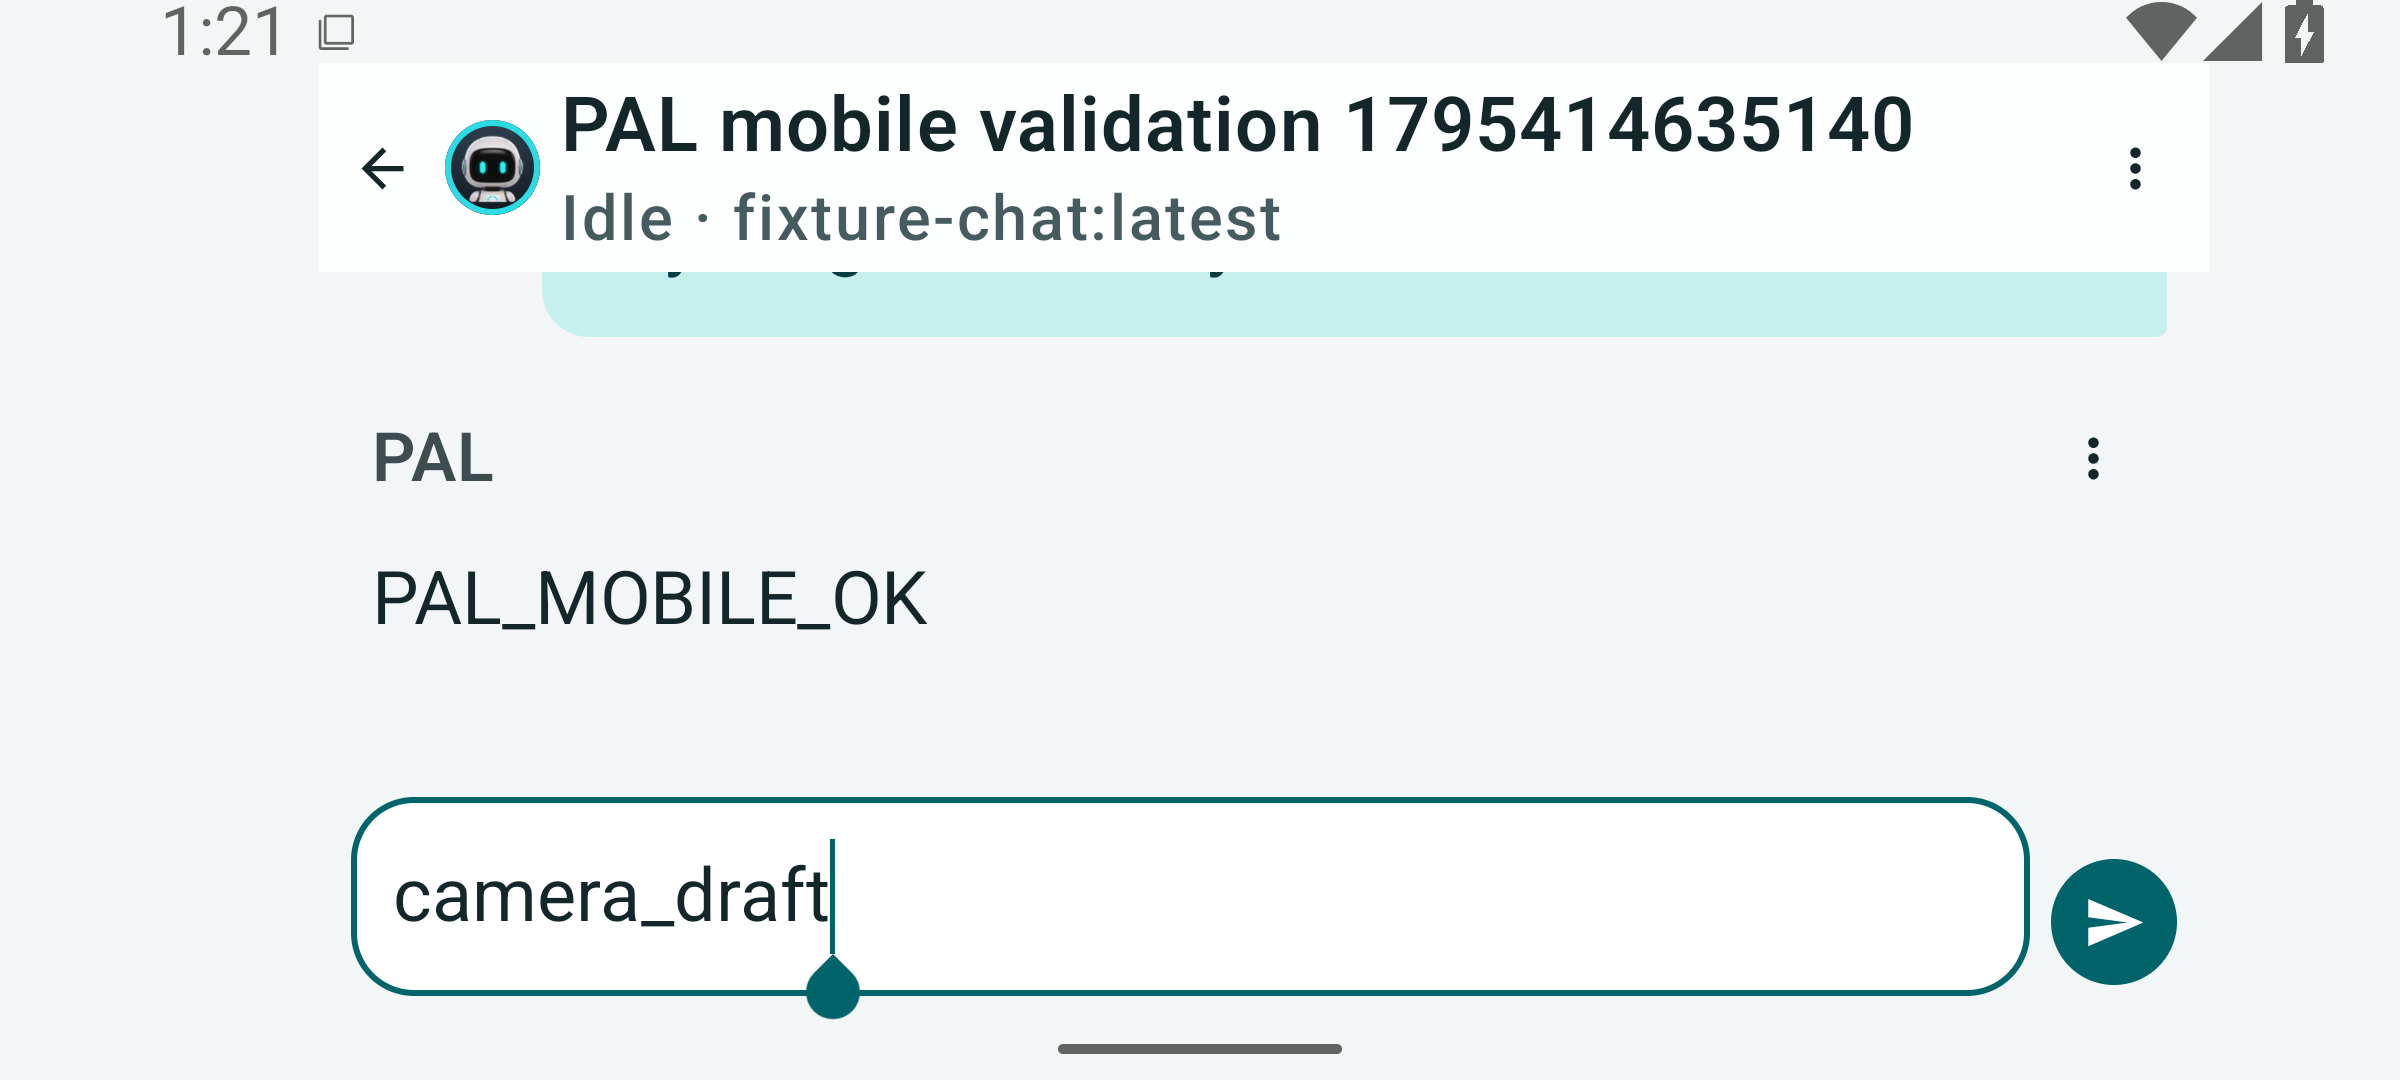 1:21
PAL mobile validation 1795414635140
Idle · fixture-chat:latest
PAL
PAL_MOBILE_OK
camera_draft